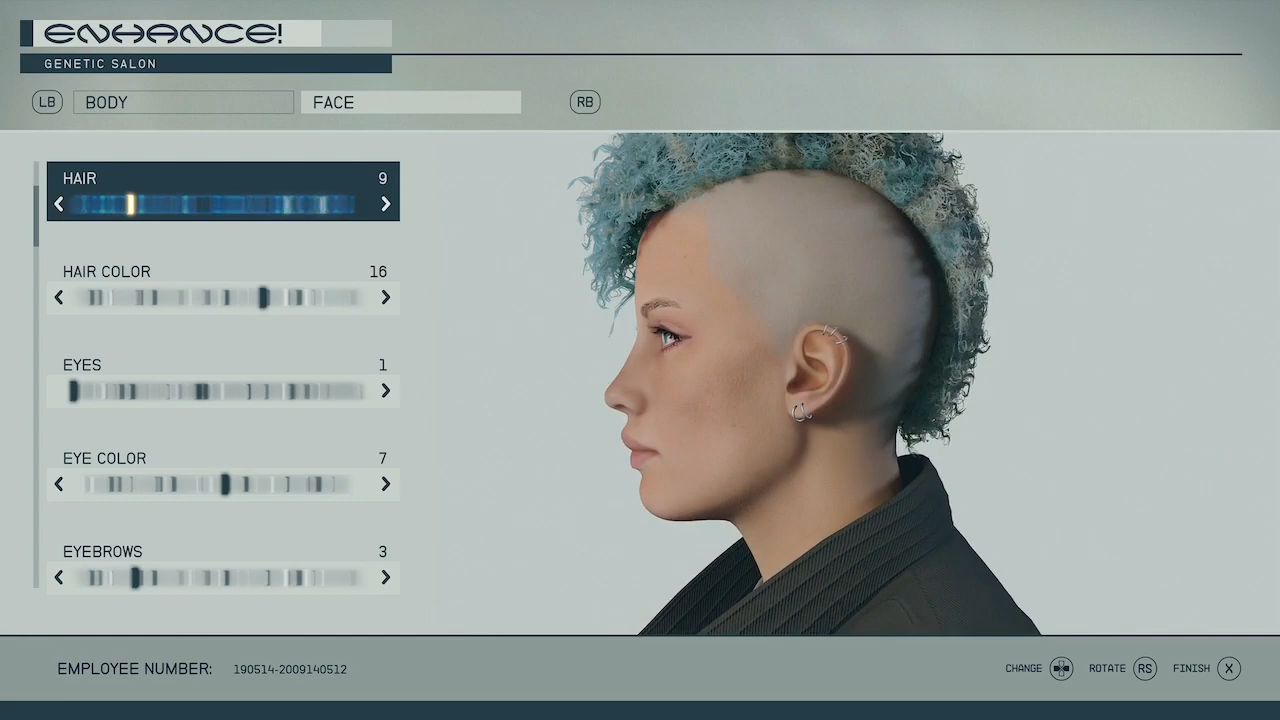 ENHANCE!
GENETIC SALON
LB BODY FACE RB
HAIR 9
HAIR COLOR 16
EYES 1
EYE COLOR 7
EYEBROWS 3
EMPLOYEE NUMBER: 190514-2009140512 CHANGE ROTATE RS FINISH X